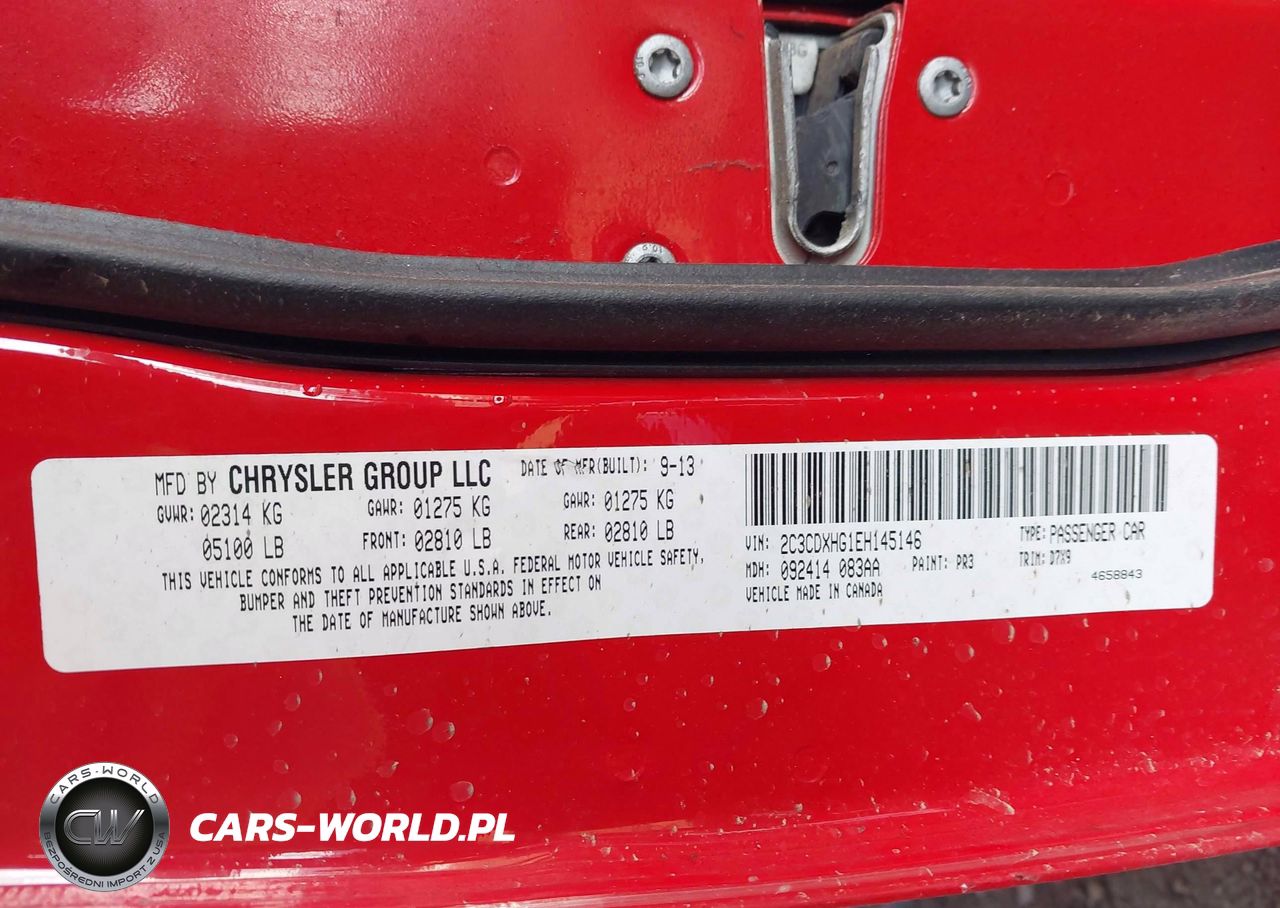 MFD BY CHRYSLER GROUP LLC DATE OF MFR(BUILT): 9-13
GVWR: 02314 KG GAWR: 01275 KG GAWR: 01275 KG
05100 LB FRONT: 02810 LB REAR: 02810 LB
THIS VEHICLE CONFORMS TO ALL APPLICABLE U.S.A. FEDERAL MOTOR VEHICLE SAFETY,
BUMPER AND THEFT PREVENTION STANDARDS IN EFFECT ON
THE DATE OF MANUFACTURE SHOWN ABOVE.
VIN: 2C3CDXHG1EH145146 TYPE: PASSENGER CAR
MDH: 092414 083AA PAINT: PR3 TRIM: D7X9
VEHICLE MADE IN CANADA 4658843
CARS-WORLD
CW
BEZPOŚREDNI IMPORT Z USA
CARS-WORLD.PL